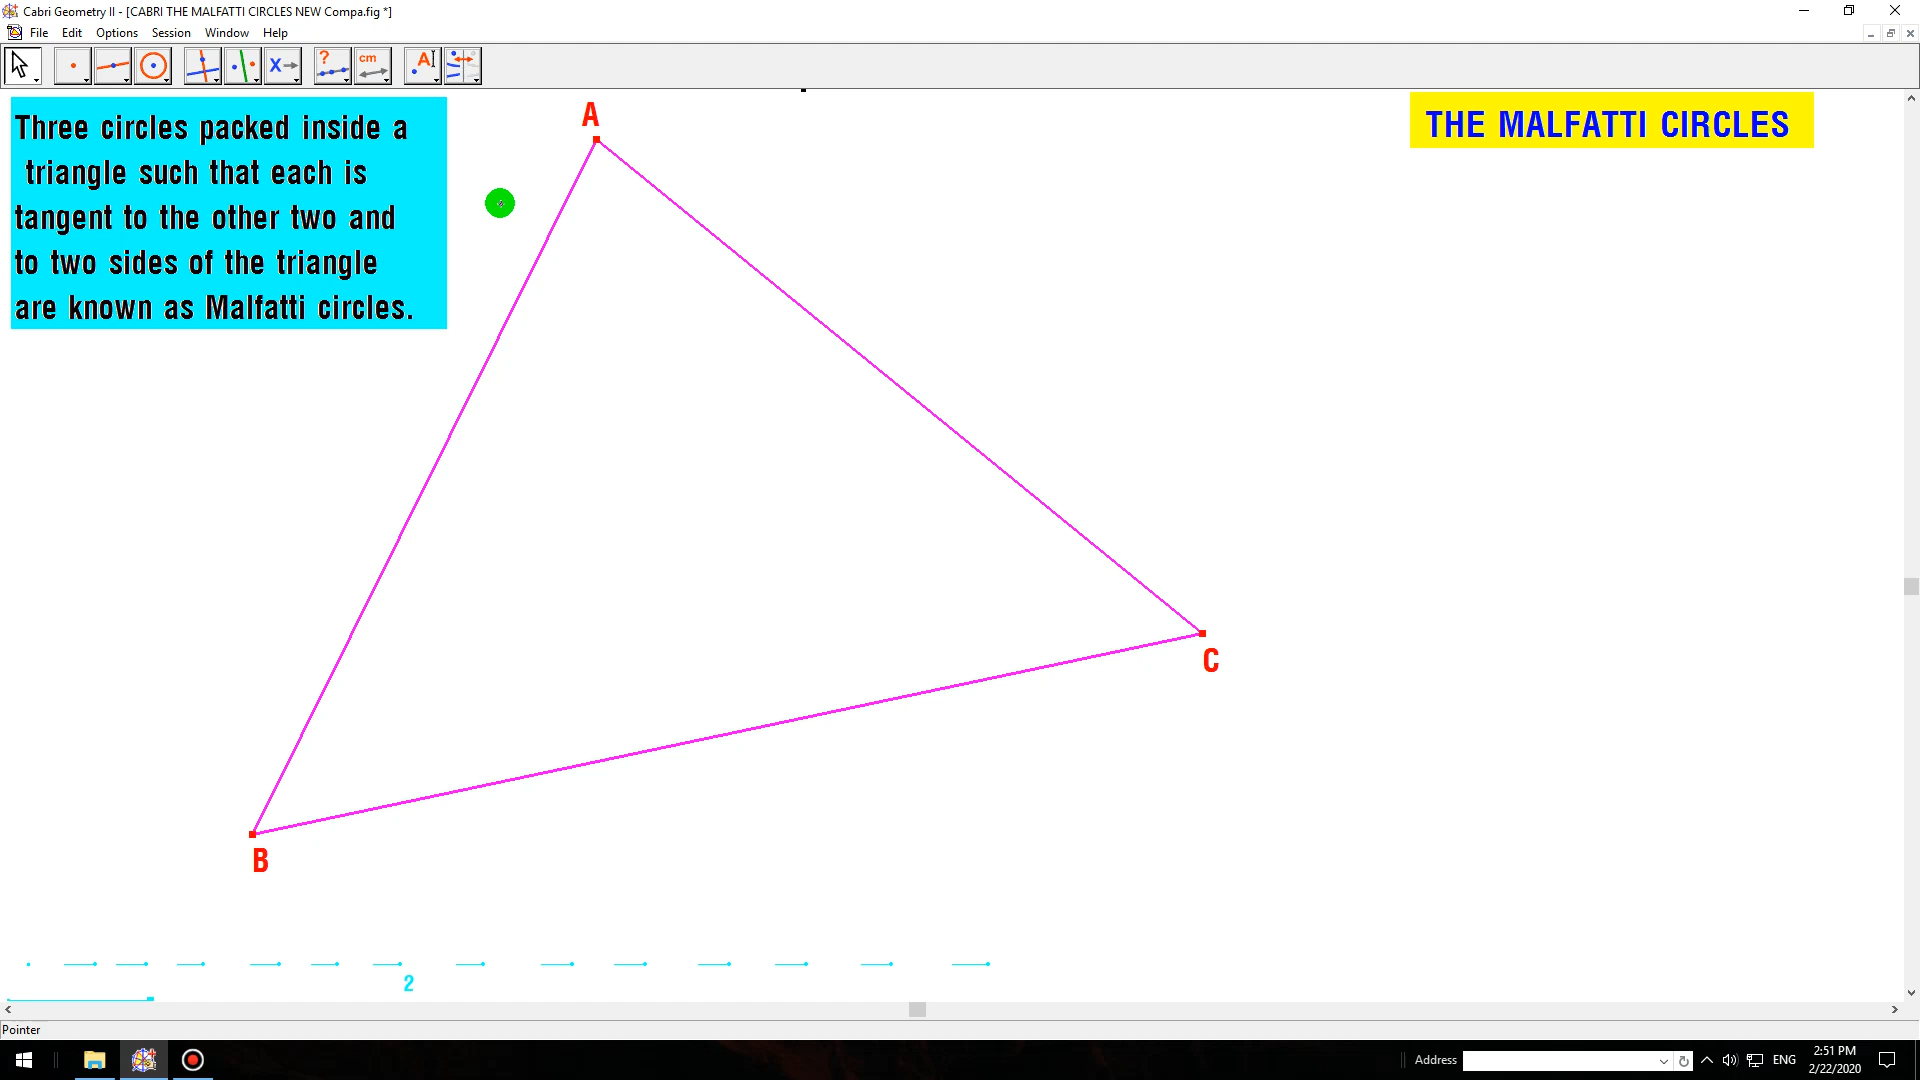 Cabri Geometry II - [CABRI THE MALFATTI CIRCLES NEW Compa.fig *]
File Edit Options Session Window Help
? cm A
X
Three circles packed inside a
triangle such that each is
tangent to the other two and
to two sides of the triangle
are known as Malfatti circles.
THE MALFATTI CIRCLES
A
C
B
2
Pointer
Address
ENG
2:51 PM
2/22/2020